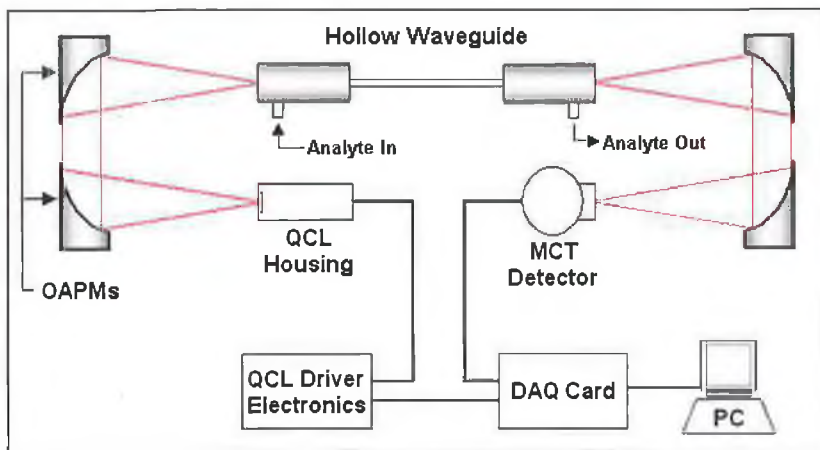 Hollow Waveguide
Analyte In
Analyte Out
QCL
Housing
MCT
Detector
OAPMs
QCL Driver
Electronics
DAQ Card
PC